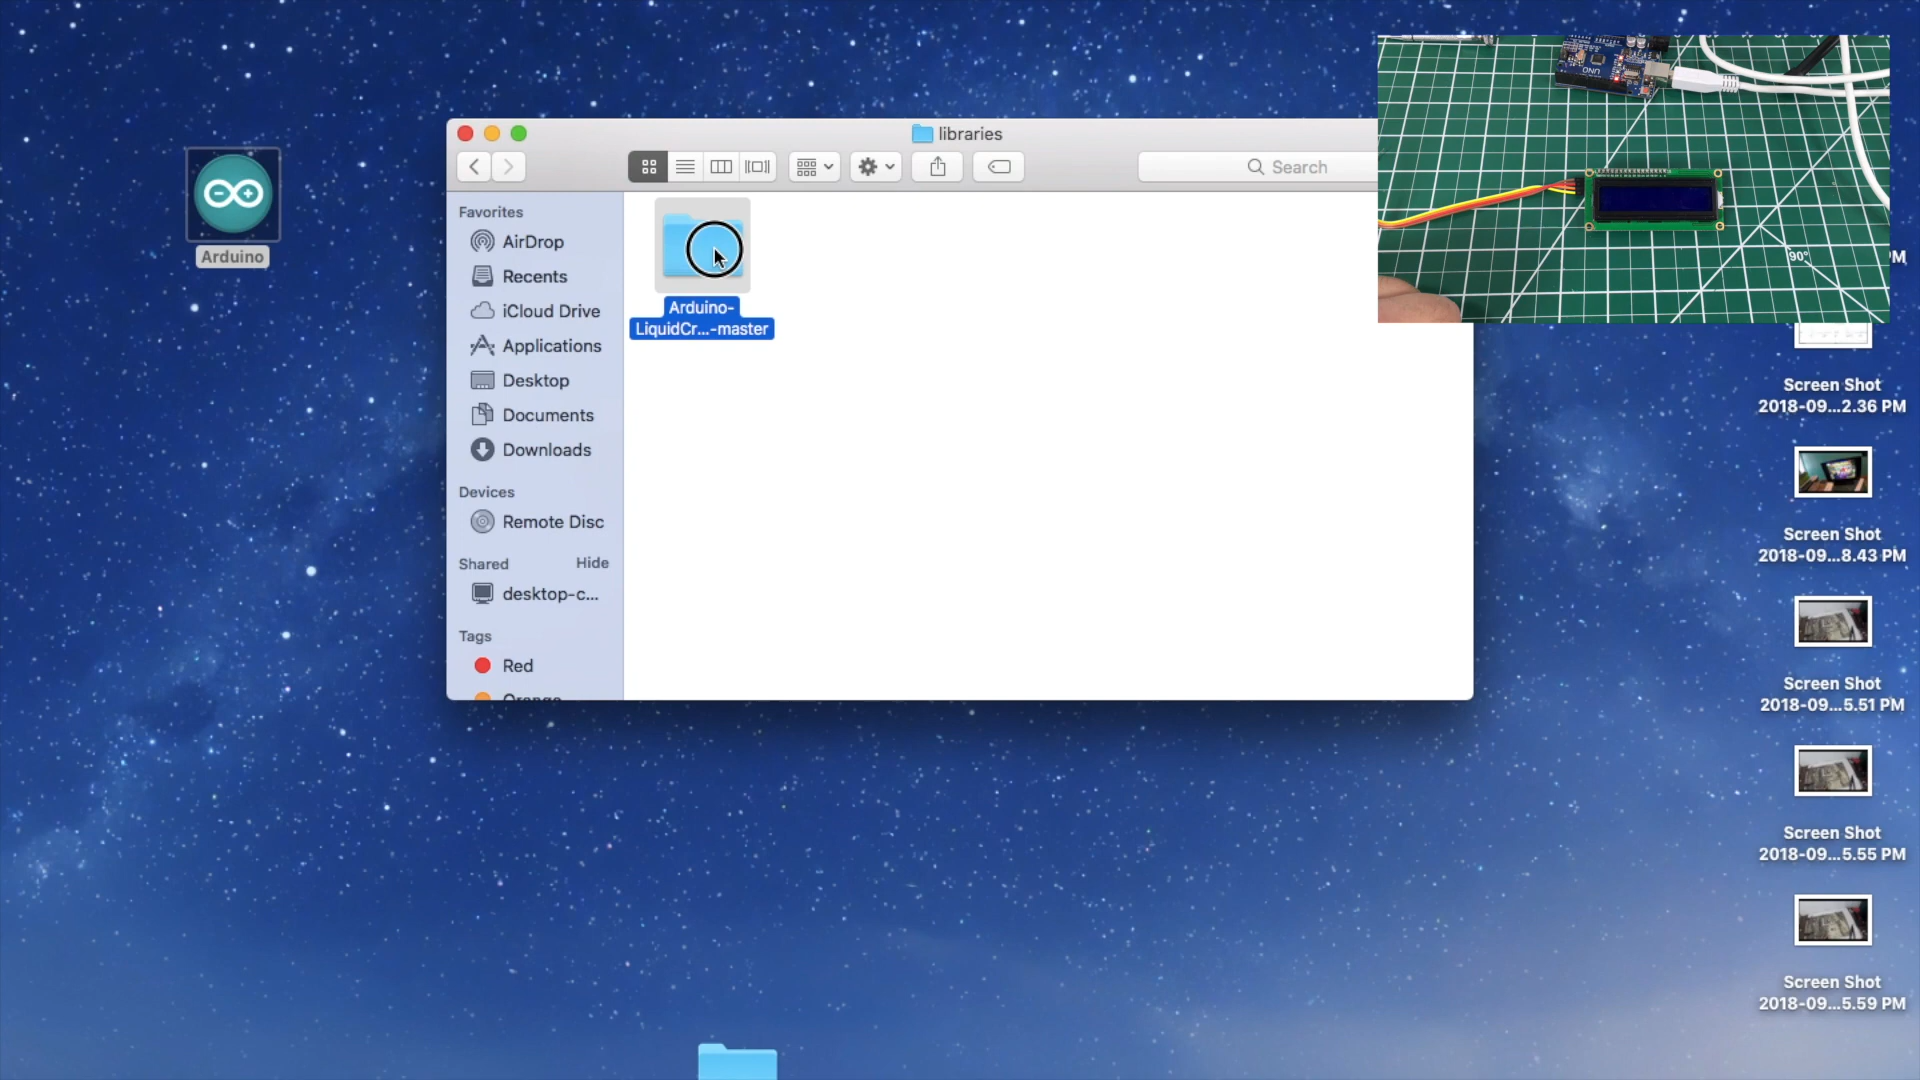 libraries
Search
Favorites
AirDrop
Recents
iCloud Drive
Applications
Desktop
Documents
Downloads
Devices
Remote Disc
Shared
Hide
desktop-c...
Tags
Red
Orange
Arduino-
LiquidCr...-master
Arduino
UNO
90°
M
Screen Shot
2018-09...2.36 PM
Screen Shot
2018-09...8.43 PM
Screen Shot
2018-09...5.51 PM
Screen Shot
2018-09...5.55 PM
Screen Shot
2018-09...5.59 PM